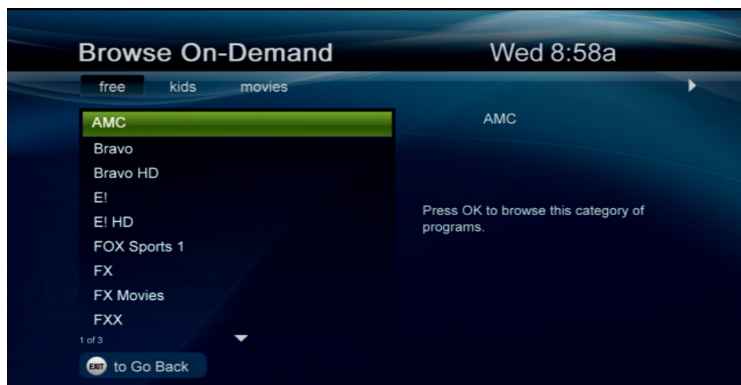 Browse On-Demand
Wed 8:58a
free kids movies
AMC
Bravo
Bravo HD
E!
E! HD
FOX Sports 1
FX
FX Movies
FXX
1 of 3
EXIT to Go Back
AMC
Press OK to browse this category of
programs.